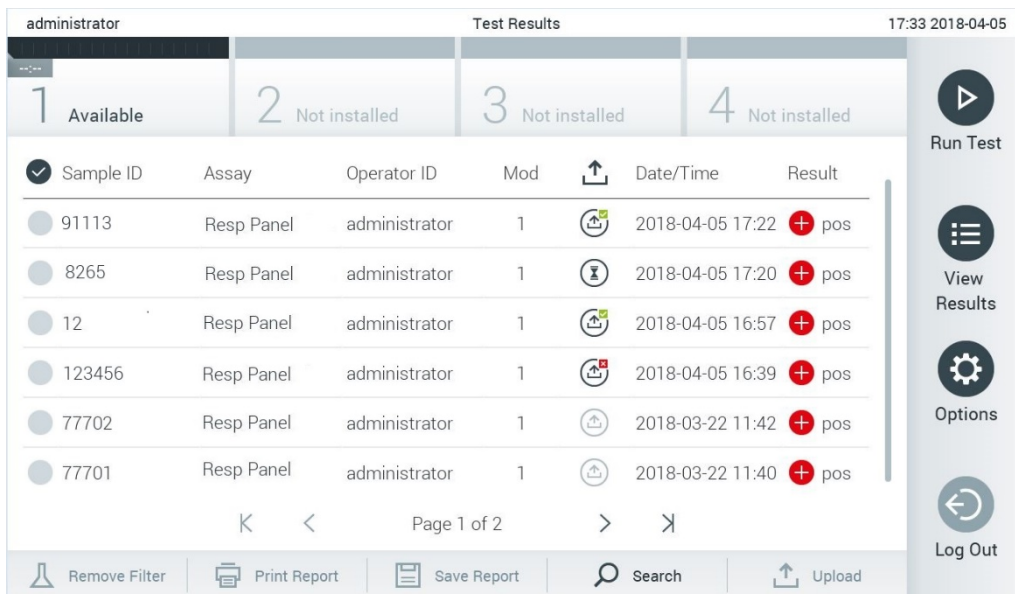 administrator Test Results 17:33 2018-04-05
--:--
1 Available 2 Not installed 3 Not installed 4 Not installed
Run Test
Sample ID Assay Operator ID Mod Date/Time Result
91113 Resp Panel administrator 1 2018-04-05 17:22 pos
8265 Resp Panel administrator 1 2018-04-05 17:20 pos
View
Results
12 Resp Panel administrator 1 2018-04-05 16:57 pos
123456 Resp Panel administrator 1 2018-04-05 16:39 pos
77702 Resp Panel administrator 1 2018-03-22 11:42 pos
Options
77701 Resp Panel administrator 1 2018-03-22 11:40 pos
Page 1 of 2
Log Out
Remove Filter Print Report Save Report Search Upload